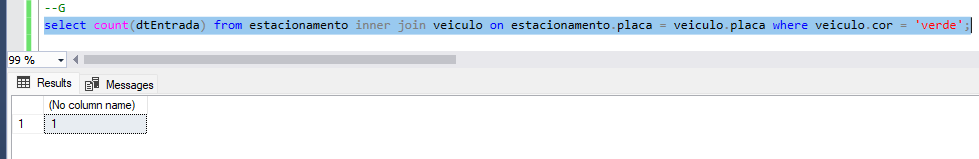 --G
select count(dtEntrada) from estacionamento inner join veiculo on estacionamento.placa = veiculo.placa where veiculo.cor = 'verde';
99 %
Results Messages
(No column name)
1 1